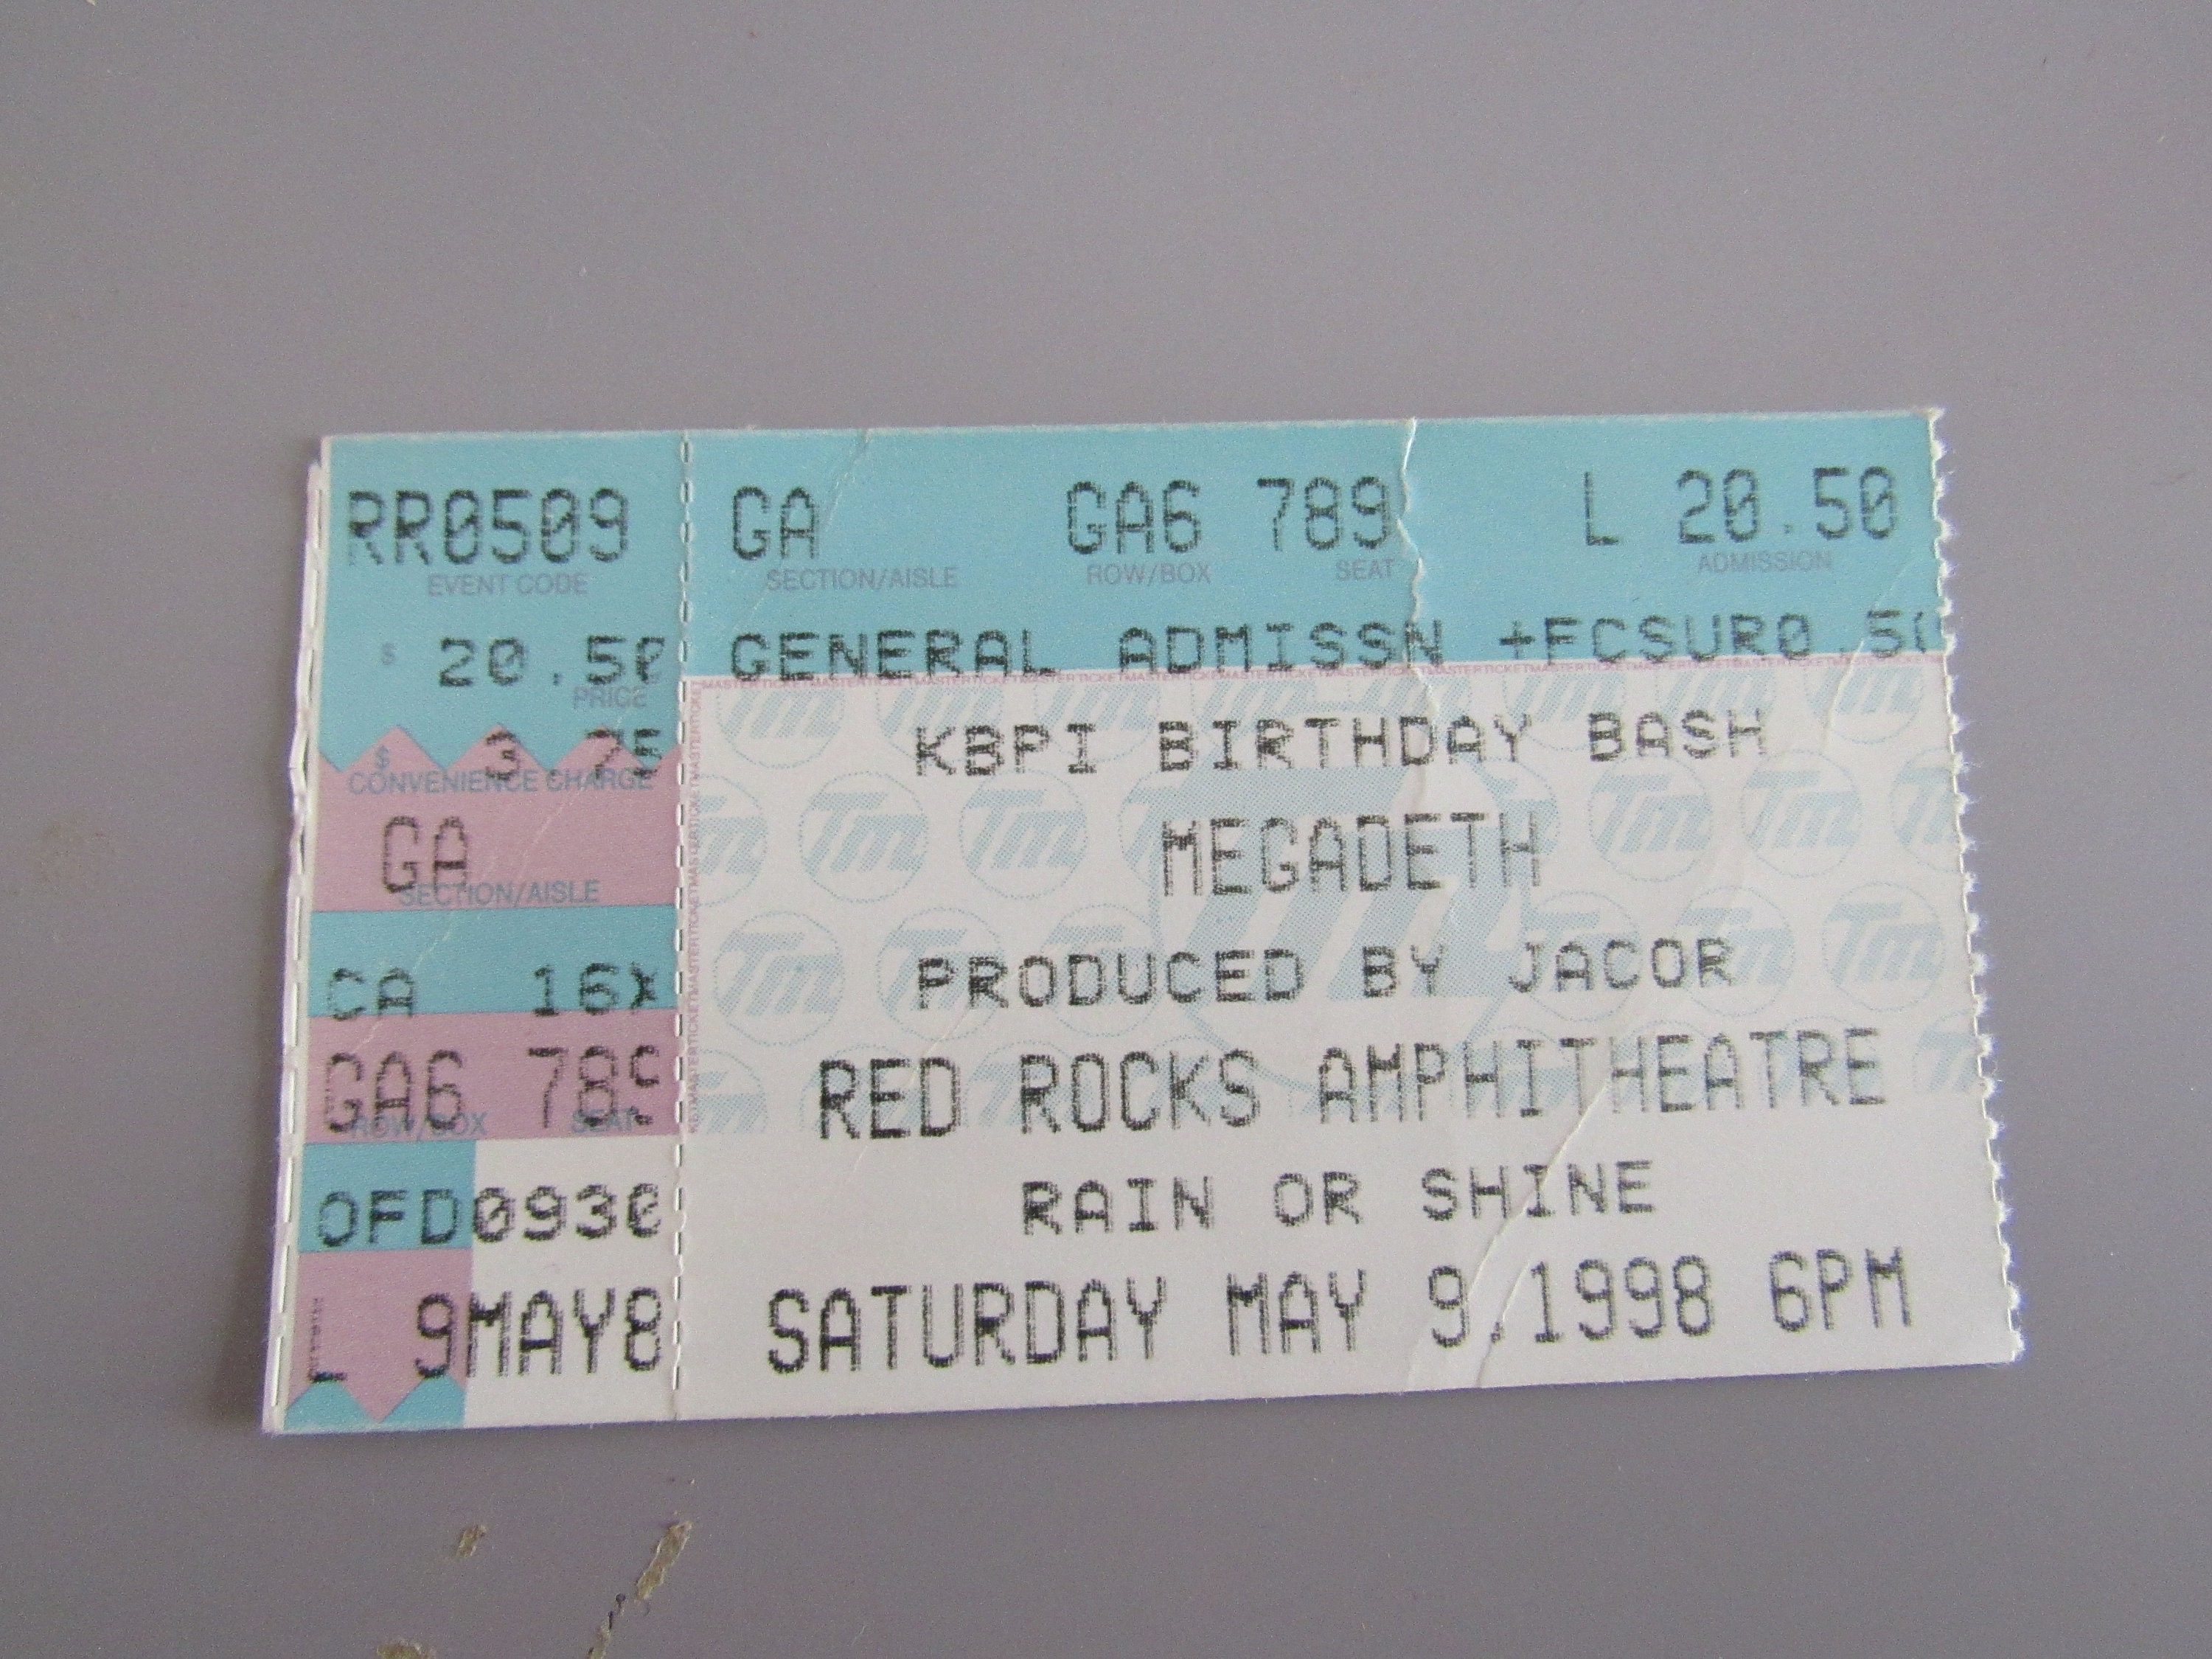 RR0509
EVENT CODE
$ 20.50
PRICE
$ 3.75
CONVENIENCE CHARGE
GA
SECTION/AISLE
CA 16X
GA6 789
ROW/BOX SEAT
OFD0930
L 9MAY8
GA GA6 789 L 20.50
SECTION/AISLE ROW/BOX SEAT ADMISSION
GENERAL ADMISSN +FCSUR0.50
KBPI BIRTHDAY BASH
MEGADETH
PRODUCED BY JACOR
RED ROCKS AMPHITHEATRE
RAIN OR SHINE
SATURDAY MAY 9,1998 6PM